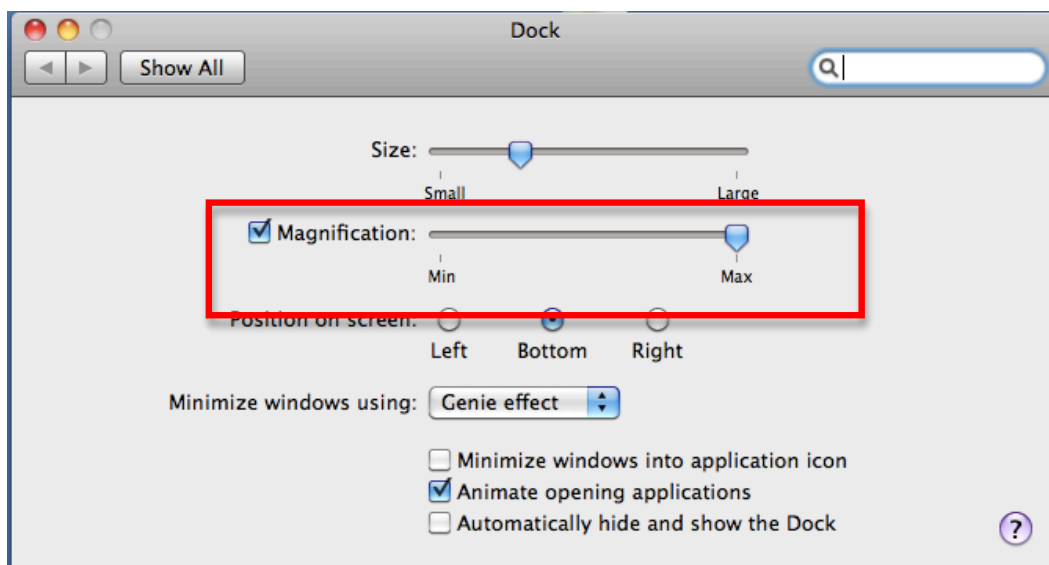 Dock
Show All
Size:
Small Large
Magnification:
Min Max
Position on screen:
Left Bottom Right
Minimize windows using: Genie effect
Minimize windows into application icon
Animate opening applications
Automatically hide and show the Dock
?